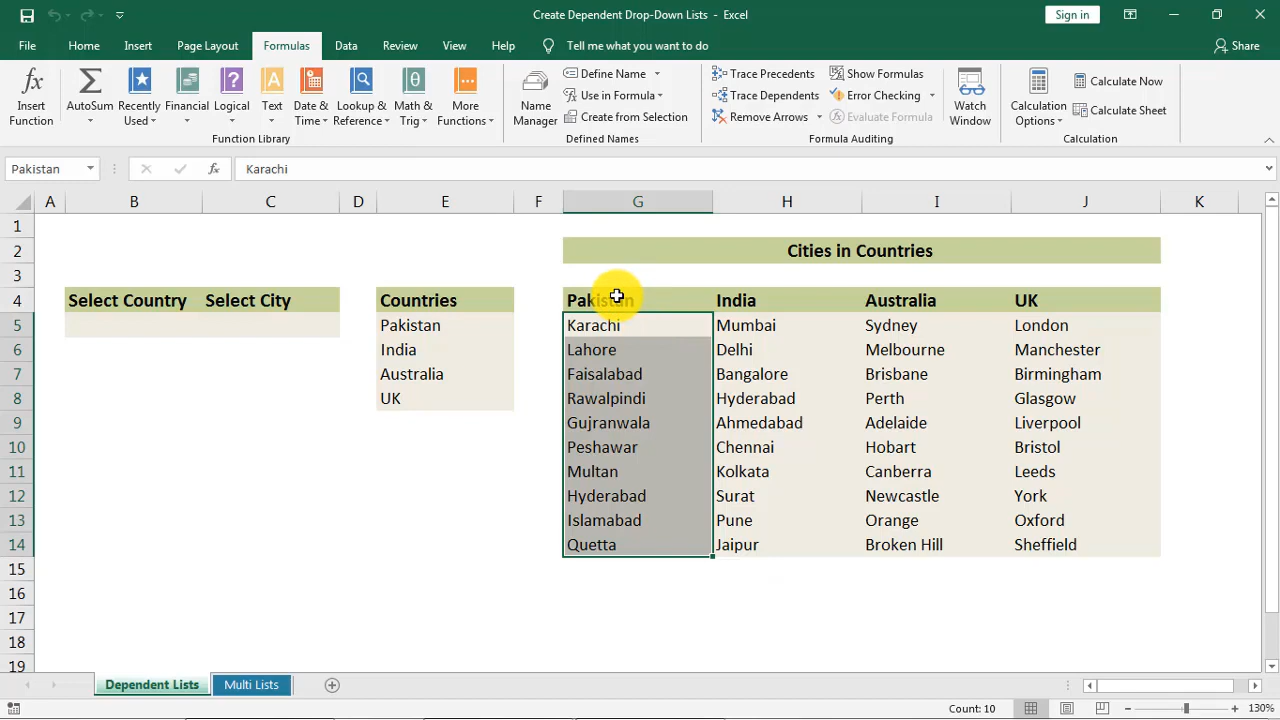 Create Dependent Drop-Down Lists - Excel
Sign in
File Home Insert Page Layout Formulas Data Review View Help Tell me what you want to do Share
Insert Function
AutoSum
Recently Used
Financial
Logical
Text
Date & Time
Lookup & Reference
Math & Trig
More Functions
Function Library
Name Manager
Define Name
Use in Formula
Create from Selection
Defined Names
Trace Precedents
Trace Dependents
Remove Arrows
Show Formulas
Error Checking
Evaluate Formula
Formula Auditing
Watch Window
Calculation Options
Calculate Now
Calculate Sheet
Calculation
Pakistan fx Karachi
A B C D E F G H I J K
1
2 Cities in Countries
3
4 Select Country Select City Countries Pakistan India Australia UK
5 Pakistan Karachi Mumbai Sydney London
6 India Lahore Delhi Melbourne Manchester
7 Australia Faisalabad Bangalore Brisbane Birmingham
8 UK Rawalpindi Hyderabad Perth Glasgow
9 Gujranwala Ahmedabad Adelaide Liverpool
10 Peshawar Chennai Hobart Bristol
11 Multan Kolkata Canberra Leeds
12 Hyderabad Surat Newcastle York
13 Islamabad Pune Orange Oxford
14 Quetta Jaipur Broken Hill Sheffield
15
16
17
18
19
Dependent Lists Multi Lists
Count: 10 130%